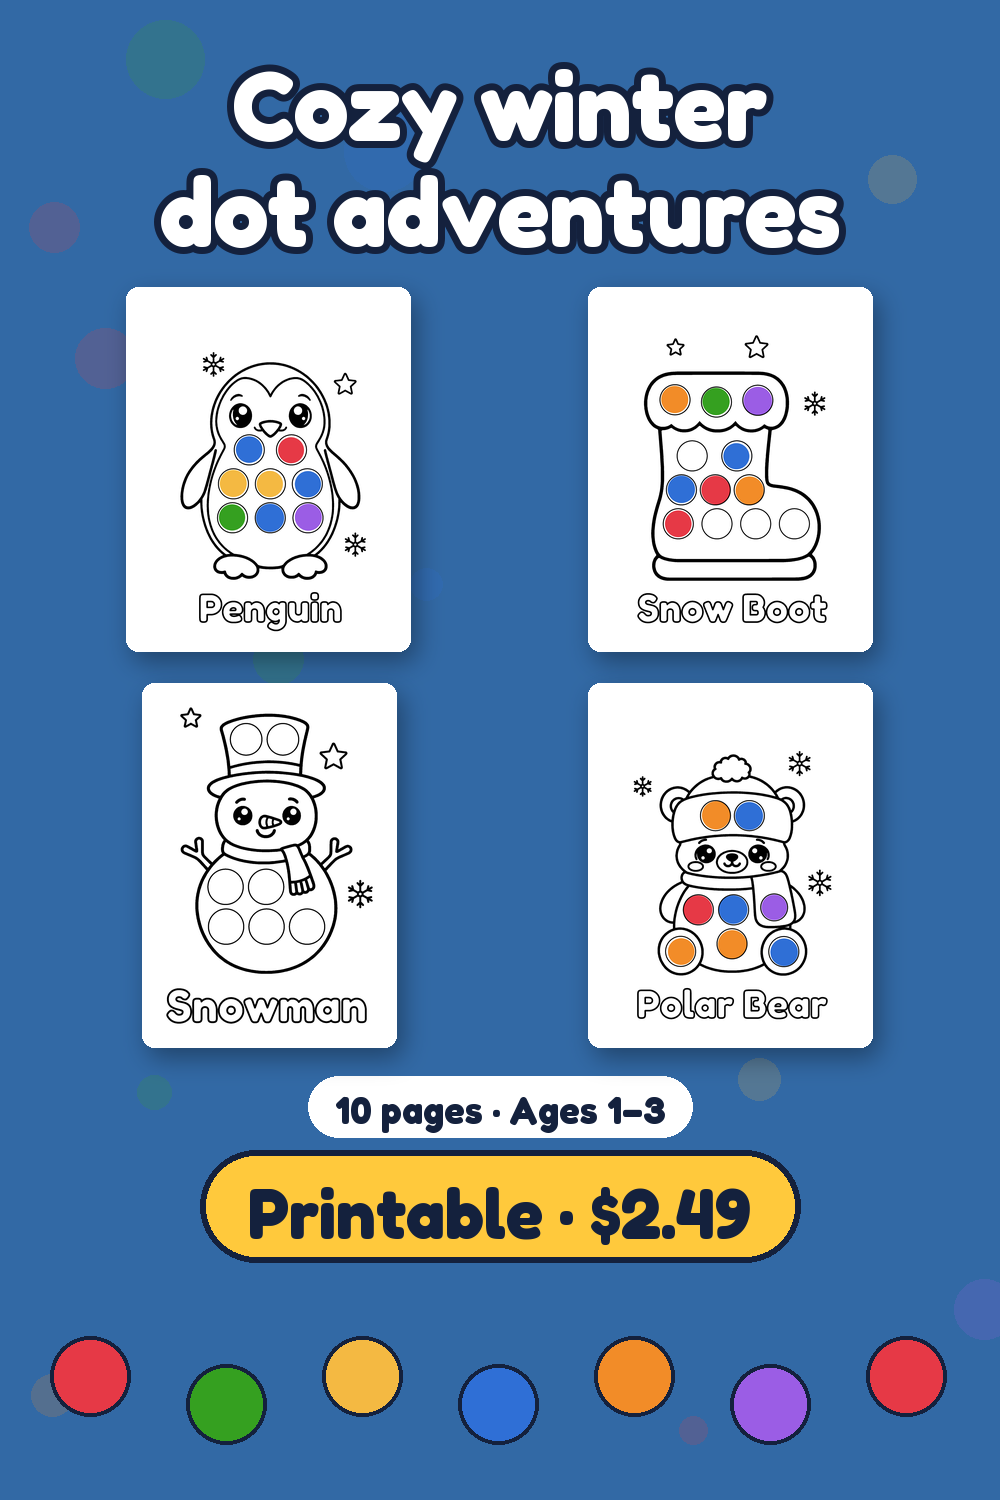 Cozy winter
dot adventures
Penguin
Snow Boot
Snowman
Polar Bear
10 pages · Ages 1–3
Printable · $2.49